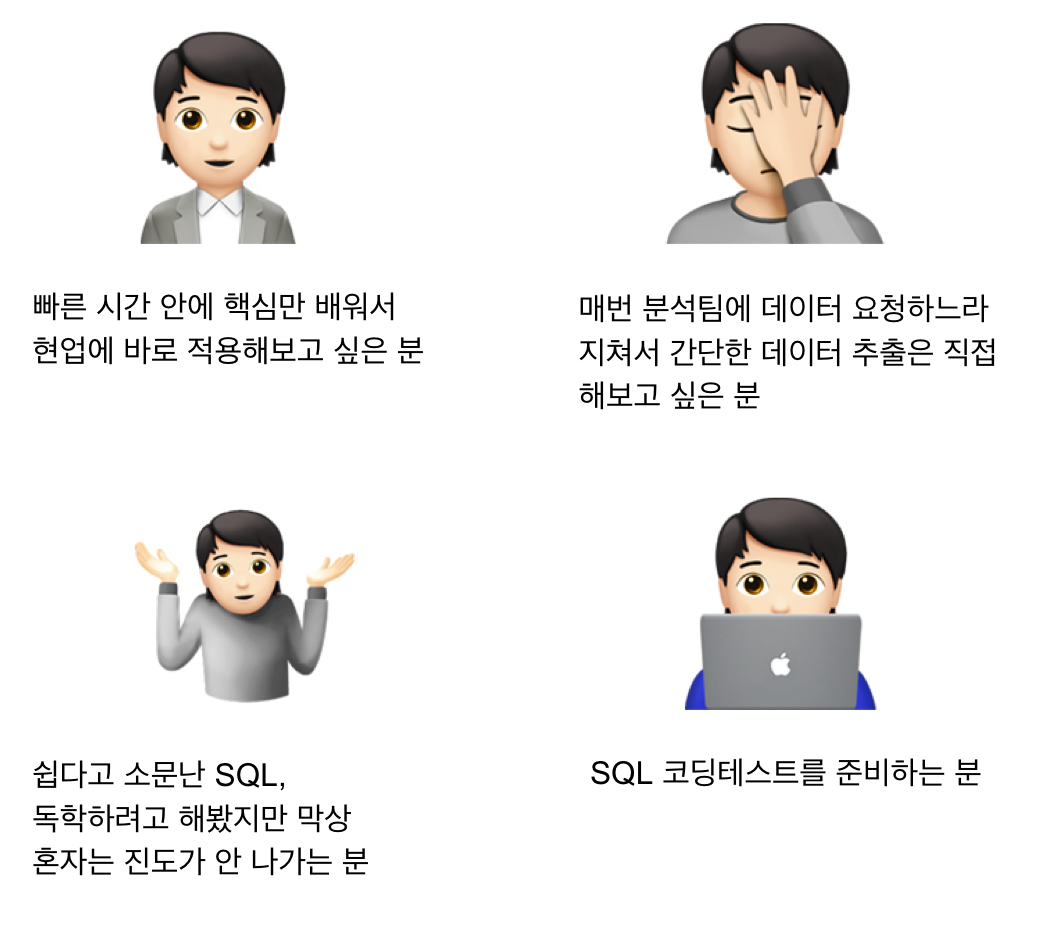 빠른 시간 안에 핵심만 배워서
현업에 바로 적용해보고 싶은 분
매번 분석팀에 데이터 요청하느라
지쳐서 간단한 데이터 추출은 직접
해보고 싶은 분
쉽다고 소문난 SQL,
독학하려고 해봤지만 막상
혼자는 진도가 안 나가는 분
SQL 코딩테스트를 준비하는 분